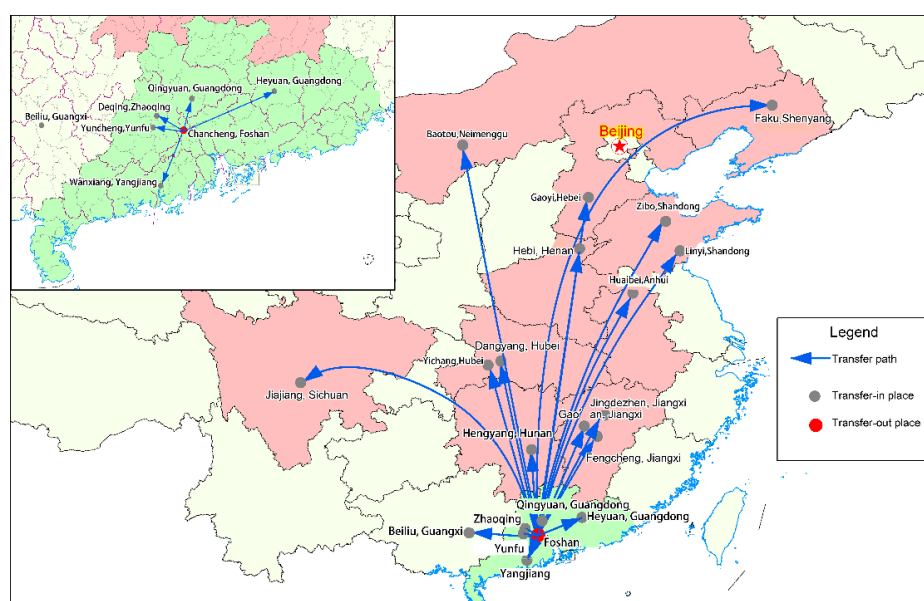 Qingyuan, Guangdong
Heyuan, Guangdong
Deqing,Zhaoqing
Beiliu, Guangxi
Yuncheng,Yunfu
Chancheng, Foshan
Wanxiang, Yangjiang
Beijing
Baotou,Neimenggu
Faku,Shenyang
Gaoyi,Hebei
Zibo,Shandong
Hebi, Henan
Linyi,Shandong
Huaibei,Anhui
Dangyang, Hubei
Yichang,Hubei
Jiajiang, Sichuan
Jingdezhen, Jiangxi
Jiangxi
Hengyang, Hunan
Fengcheng, Jiangxi
Qingyuan, Guangdong
Zhaoqing
Heyuan, Guangdong
Beiliu, Guangxi
Yunfu
Foshan
Yangjiang
Legend
Transfer path
Transfer-in place
Transfer-out place